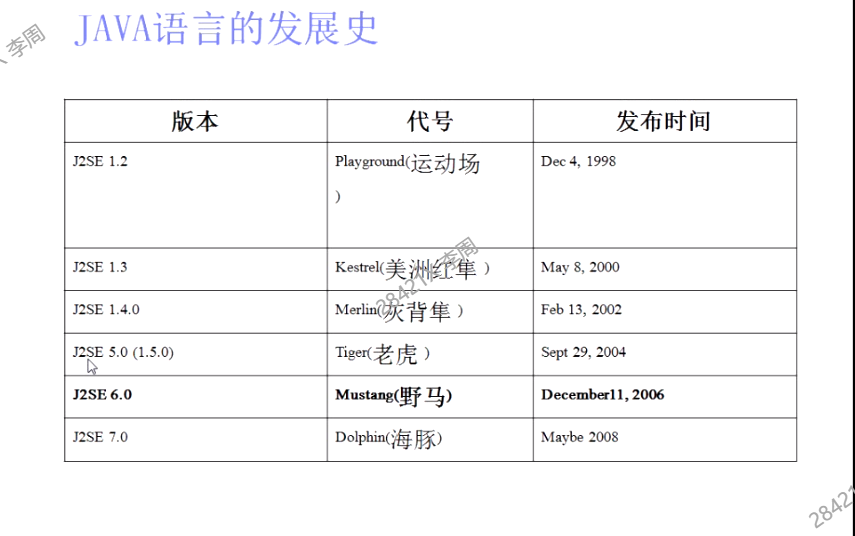 JAVA语言的发展史
李周
版本 代号 发布时间
J2SE 1.2 Playground(运动场 Dec 4, 1998
)
J2SE 1.3 Kestrel(美洲红隼 ) May 8, 2000
J2SE 1.4.0 Merlin(灰背隼 ) Feb 13, 2002
J2SE 5.0 (1.5.0) Tiger(老虎 ) Sept 29, 2004
J2SE 6.0 Mustang(野马) December11, 2006
J2SE 7.0 Dolphin(海豚) Maybe 2008